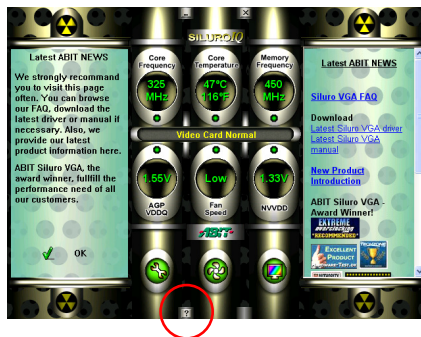 SILURO IQ
Latest ABIT NEWS
We strongly recommand
you to visit this page
often. You can browse
our FAQ, download the
latest driver or manual if
necessary. Also, we
provide our latest
product information here.
ABIT Siluro VGA, the
award winner, fullfill the
performance need of all
our customers.
OK
Core
Frequency
325
MHz
Core
Temperature
47°C
116°F
Memory
Frequency
450
MHz
Video Card Normal
1.55V
AGP
VDDQ
Low
Fan
Speed
1.33V
NVVDD
ABIT
?
Latest ABIT NEWS
Siluro VGA FAQ
Download
Latest Siluro VGA driver
Latest Siluro VGA
manual
New Product
Introduction
ABIT Siluro VGA -
Award Winner!
EXTREME
RECOMMENDED
EXCELLENT
PRODUCT